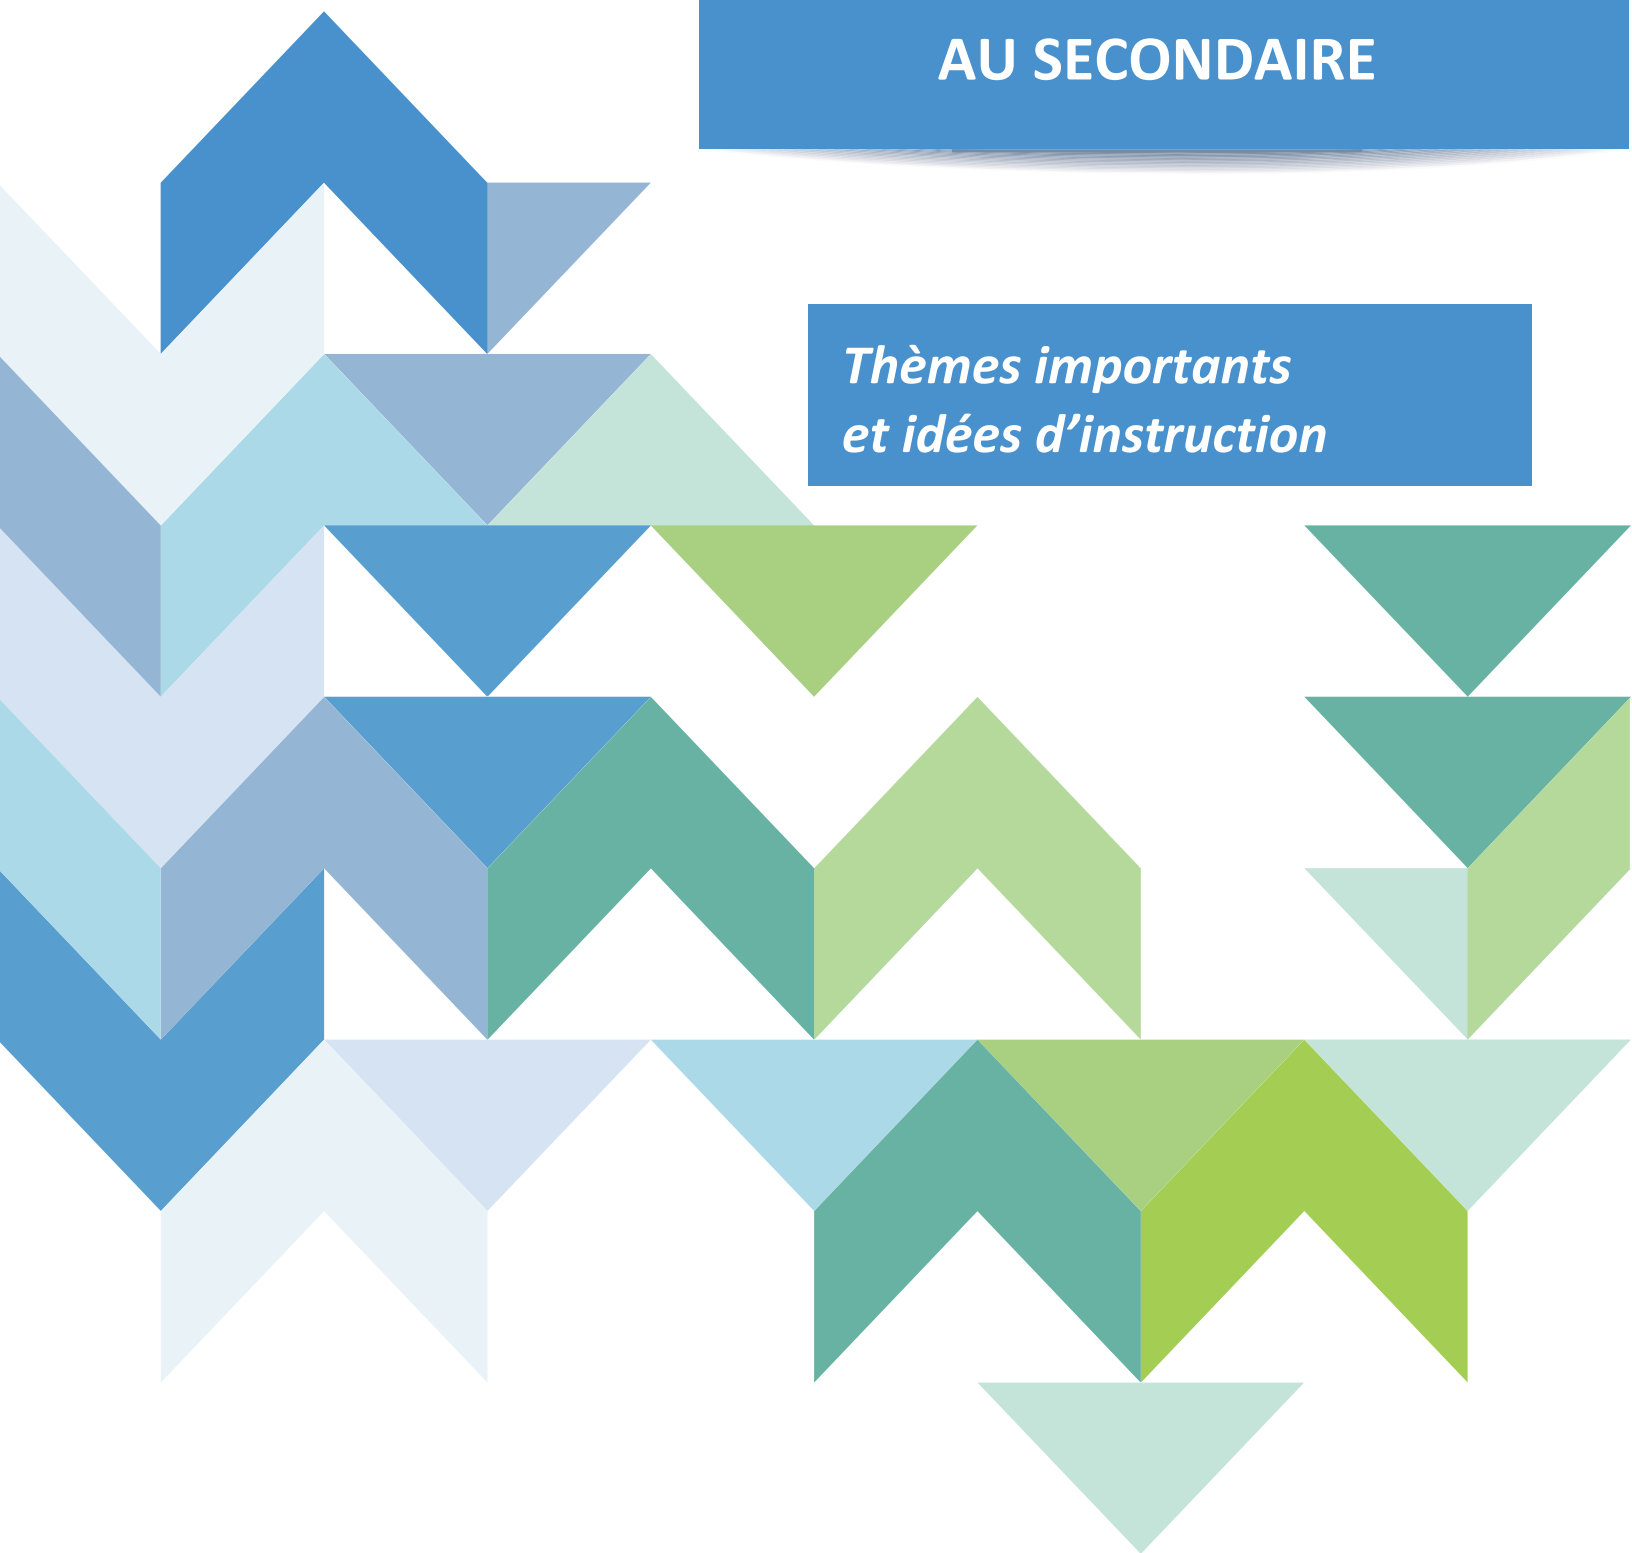 AU SECONDAIRE
Thèmes importants
et idées d’instruction